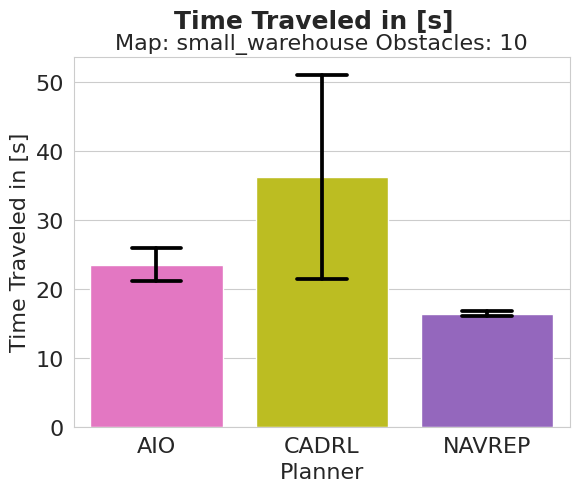 Time Traveled in [s]
Map: small_warehouse Obstacles: 10
Time Traveled in [s]
50
40
30
20
10
0
AIO CADRL NAVREP
Planner